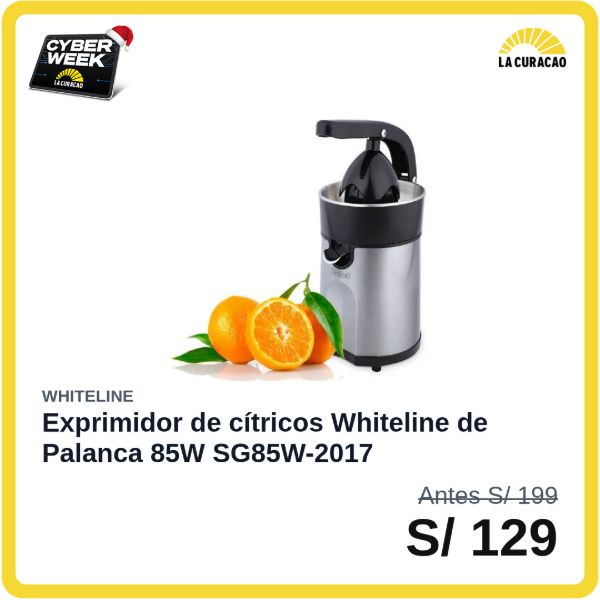 CYBER
WEEK
LA CURACAO
LA CURACAO
WHITELINE
Exprimidor de cítricos Whiteline de
Palanca 85W SG85W-2017
Antes S/ 199
S/ 129